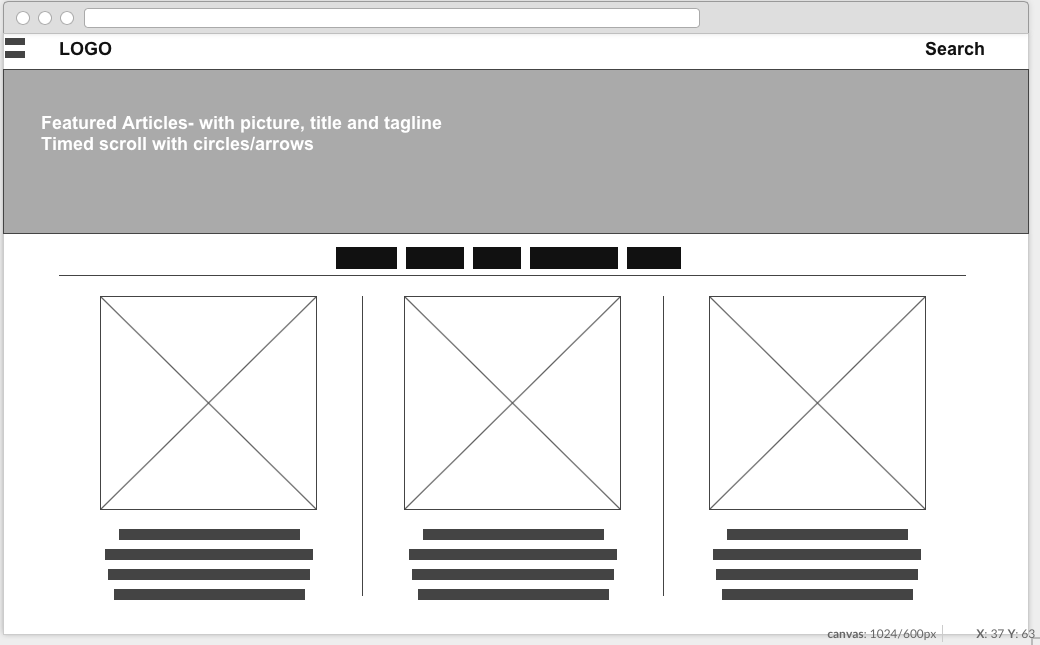 LOGO
Search
Featured Articles- with picture, title and tagline
Timed scroll with circles/arrows
canvas: 1024/600px
X: 37 Y: 63